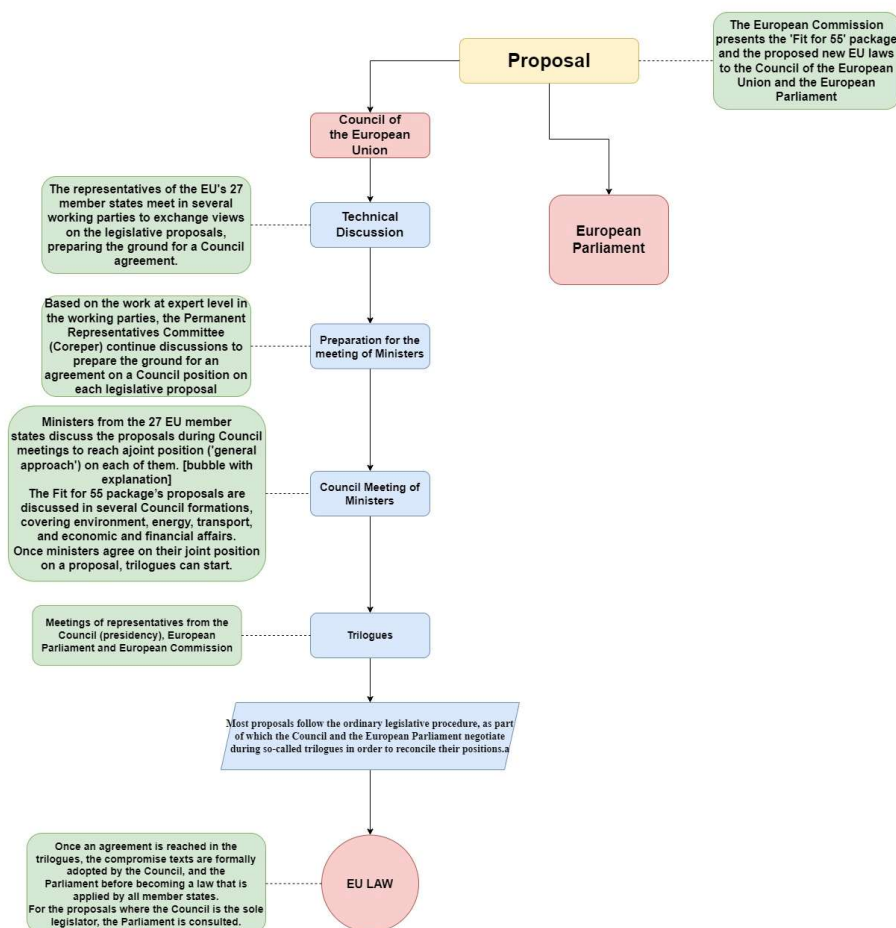 Proposal
The European Commission
presents the 'Fit for 55' package
and the proposed new EU laws
to the Council of the European
Union and the European
Parliament
Council of
the European
Union
European
Parliament
The representatives of the EU's 27
member states meet in several
working parties to exchange views
on the legislative proposals,
preparing the ground for a Council
agreement.
Technical
Discussion
Based on the work at expert level in
the working parties, the Permanent
Representatives Committee
(Coreper) continue discussions to
prepare the ground for an
agreement on a Council position on
each legislative proposal
Preparation for the
meeting of Ministers
Ministers from the 27 EU member
states discuss the proposals during Council
meetings to reach ajoint position ('general
approach') on each of them. [bubble with
explanation]
The Fit for 55 package's proposals are
discussed in several Council formations,
covering environment, energy, transport,
and economic and financial affairs.
Once ministers agree on their joint position
on a proposal, trilogues can start.
Council Meeting of
Ministers
Meetings of representatives from the
Council (presidency), European
Parliament and European Commission
Trilogues
Most proposals follow the ordinary legislative procedure, as part
of which the Council and the European Parliament negotiate
during so-called trilogues in order to reconcile their positions.a
Once an agreement is reached in the
trilogues, the compromise texts are formally
adopted by the Council, and the
Parliament before becoming a law that is
applied by all member states.
For the proposals where the Council is the sole
legislator, the Parliament is consulted.
EU LAW